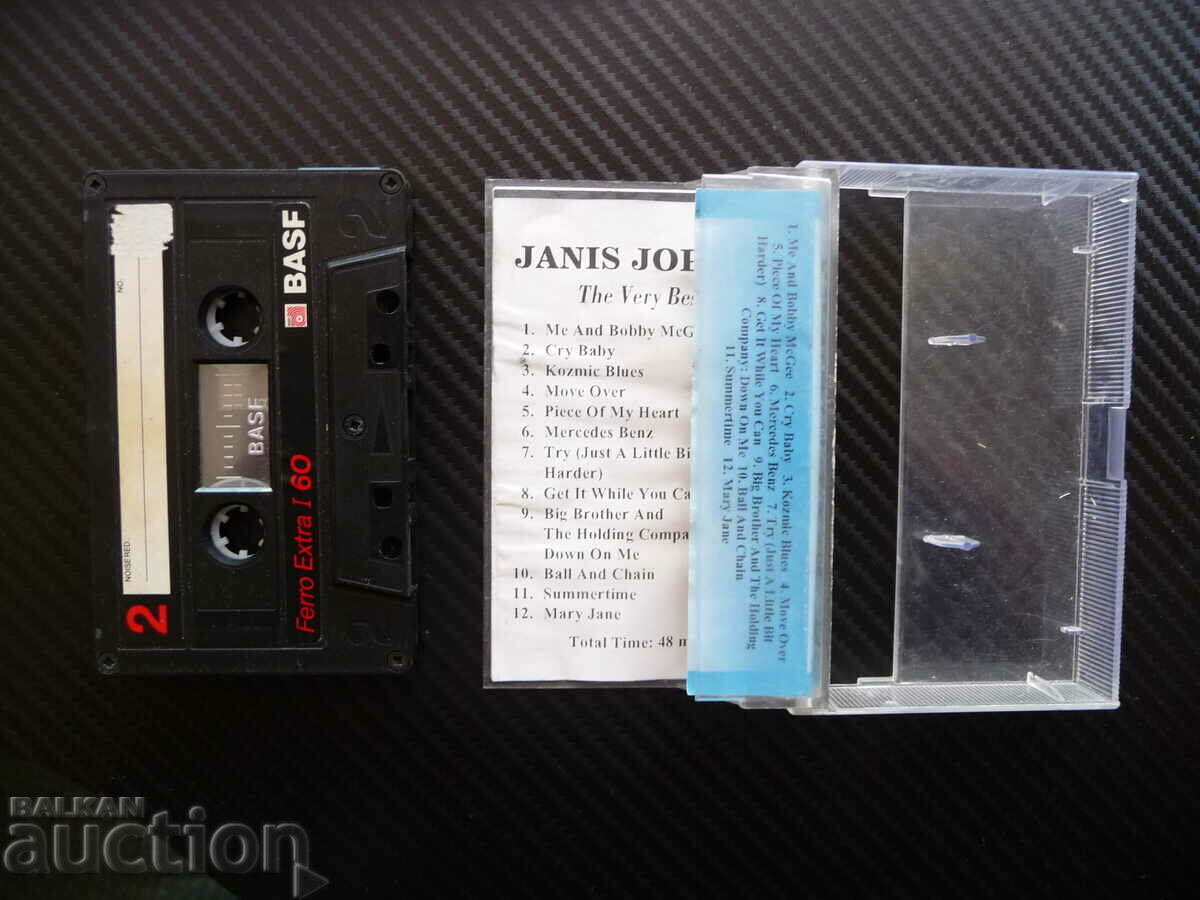 NO.
NOISE RED.
2
BASF
Ferro Extra I 60
BASF
2
2
JANIS JOP
The Very Bes
1. Me And Bobby McG
2. Cry Baby
3. Kozmic Blues
4. Move Over
5. Piece Of My Heart
6. Mercedes Benz
7. Try (Just A Little Bi
Harder)
8. Get It While You Ca
9. Big Brother And
The Holding Compa
Down On Me
10. Ball And Chain
11. Summertime
12. Mary Jane
Total Time: 48 m
1. Me And Bobby McGee 2. Cry Baby 3. Kozmic Blues 4. Move Over
5. Piece Of My Heart 6. Mercedes Benz 7. Try (Just A Little Bit
Harder) 8. Get It While You Can 9. Big Brother And The Holding
Company: Down On Me 10. Ball And Chain
11. Summertime 12. Mary Jane
BALKAN
auction